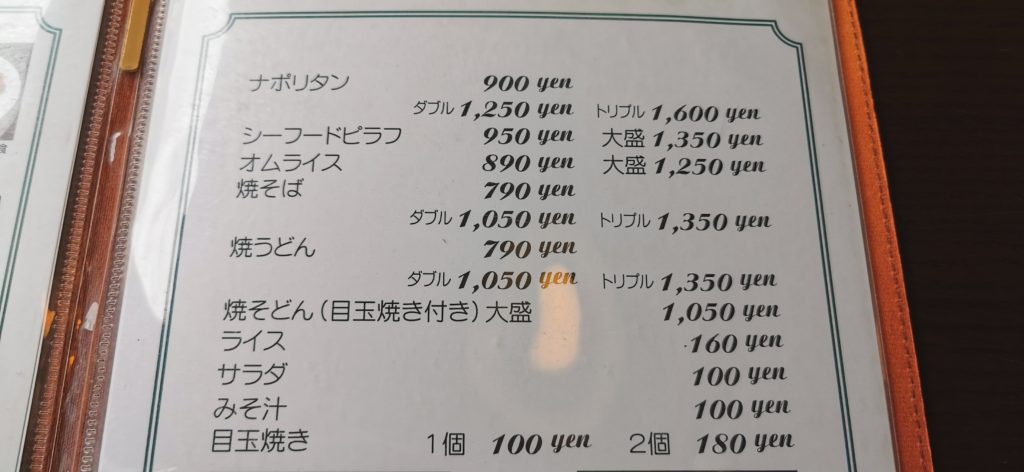 ナポリタン 900 yen
ダブル 1,250 yen トリプル 1,600 yen
シーフードピラフ 950 yen 大盛 1,350 yen
オムライス 890 yen 大盛 1,250 yen
焼そば 790 yen
ダブル 1,050 yen トリプル 1,350 yen
焼うどん 790 yen
ダブル 1,050 yen トリプル 1,350 yen
焼そどん（目玉焼き付き）大盛 1,050 yen
ライス 160 yen
サラダ 100 yen
みそ汁 100 yen
目玉焼き 1個 100 yen 2個 180 yen
食